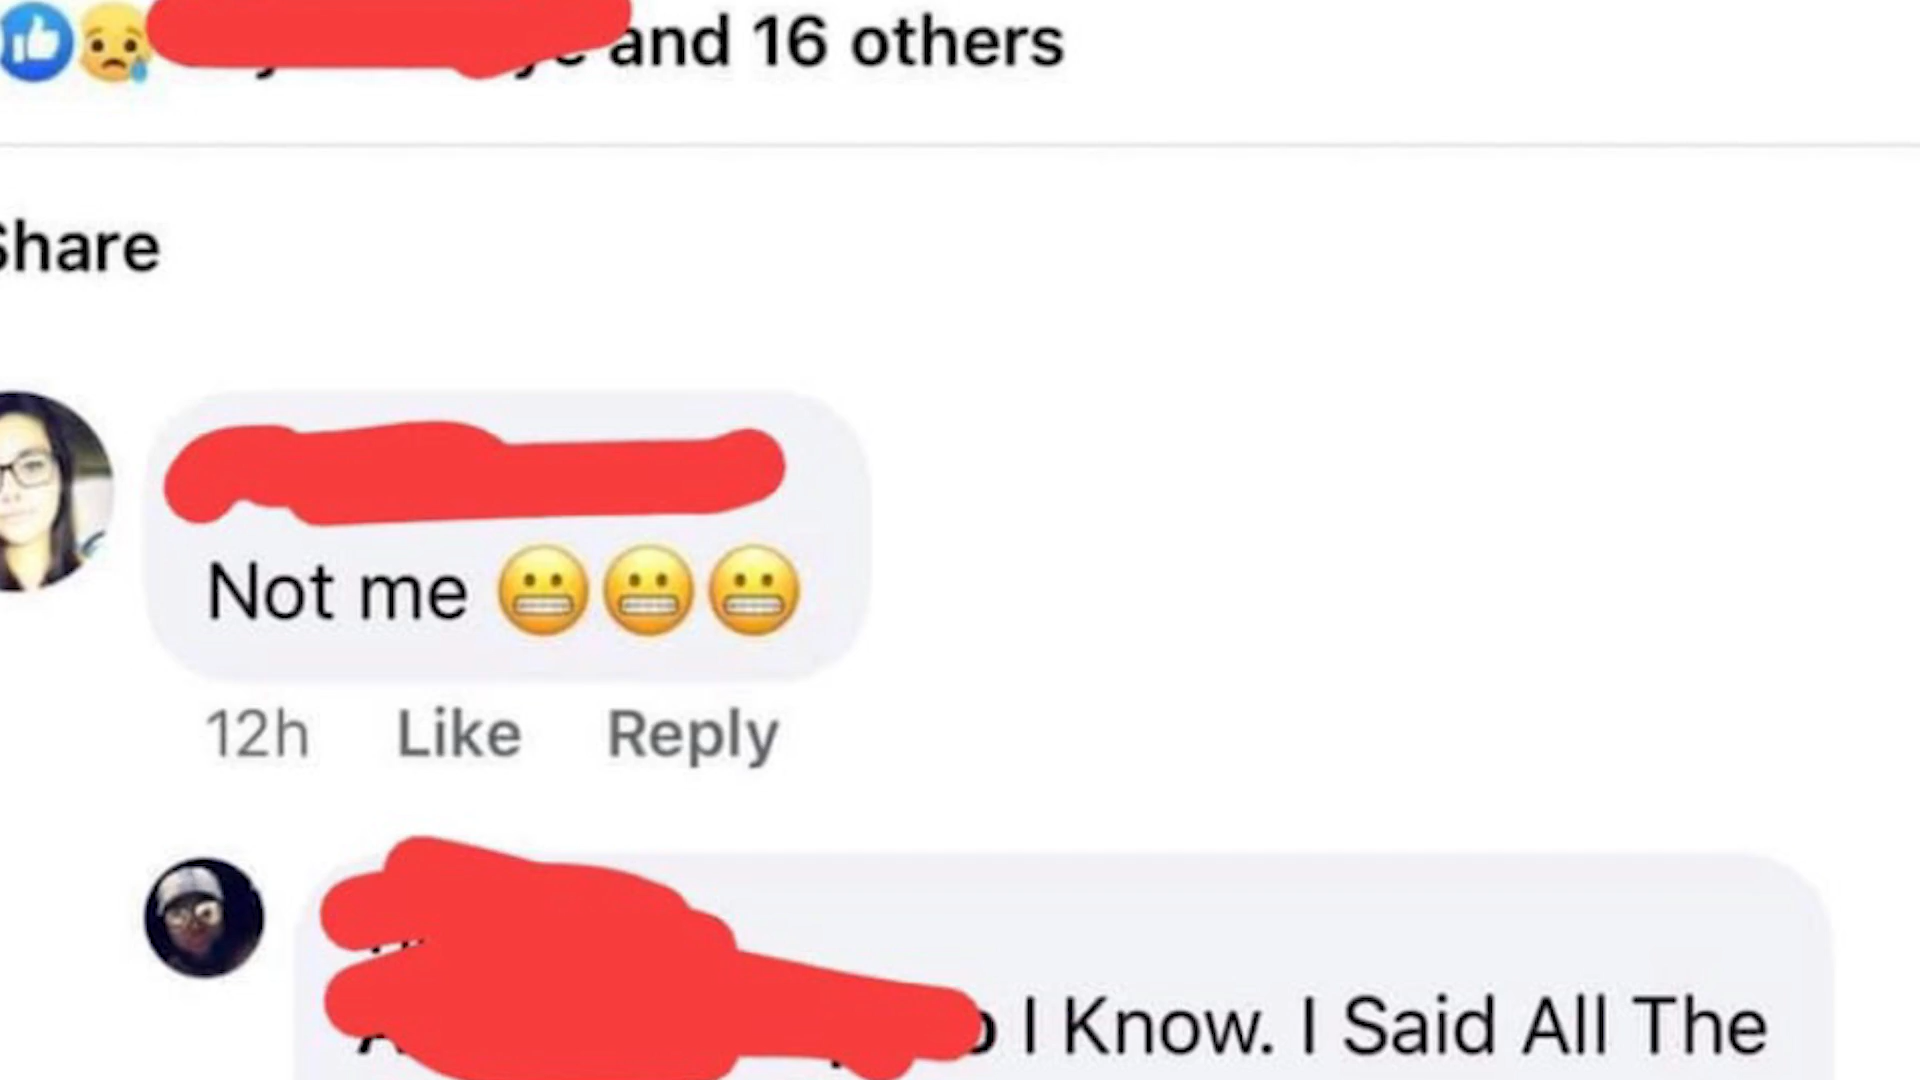 and 16 others
Share
Not me 😬😬😬
12h Like Reply
I Know. I Said All The